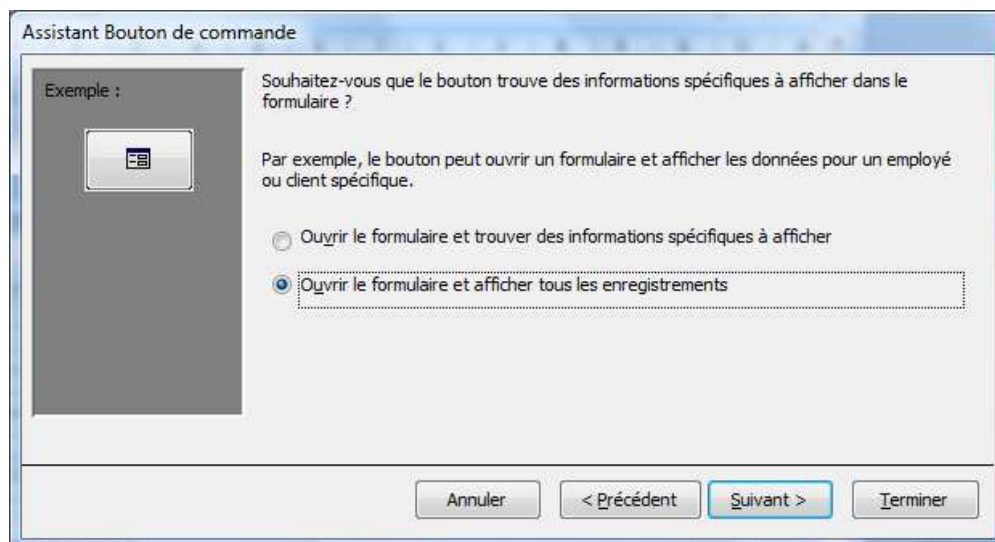 Assistant Bouton de commande
Exemple :
Souhaitez-vous que le bouton trouve des informations spécifiques à afficher dans le
formulaire ?
Par exemple, le bouton peut ouvrir un formulaire et afficher les données pour un employé
ou client spécifique.
Ouvrir le formulaire et trouver des informations spécifiques à afficher
Ouvrir le formulaire et afficher tous les enregistrements
Annuler
< Précédent
Suivant >
Terminer